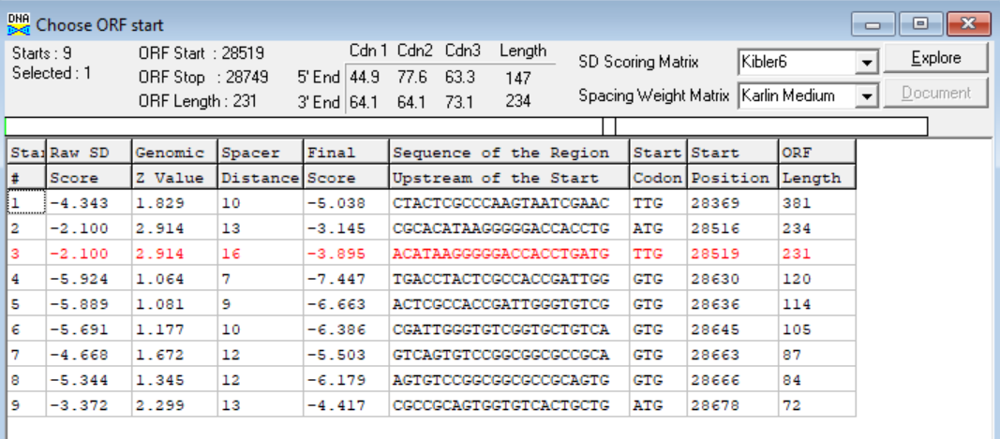 DNA Choose ORF start
Starts : 9 ORF Start : 28519 Cdn 1 Cdn2 Cdn3 Length SD Scoring Matrix Kibler6 Explore
Selected : 1 ORF Stop : 28749 5' End 44.9 77.6 63.3 147 Spacing Weight Matrix Karlin Medium Document
ORF Length : 231 3' End 64.1 64.1 73.1 234
Star Raw SD Genomic Spacer Final Sequence of the Region Start Start ORF
# Score Z Value Distance Score Upstream of the Start Codon Position Length
1 -4.343 1.829 10 -5.038 CTACTCGCCCAAGTAATCGAAC TTG 28369 381
2 -2.100 2.914 13 -3.145 CGCACATAAGGGGGACCACCTG ATG 28516 234
3 -2.100 2.914 16 -3.895 ACATAAGGGGGACCACCTGATG TTG 28519 231
4 -5.924 1.064 7 -7.447 TGACCTACTCGCCACCGATTGG GTG 28630 120
5 -5.889 1.081 9 -6.663 ACTCGCCACCGATTGGGTGTCG GTG 28636 114
6 -5.691 1.177 10 -6.386 CGATTGGGTGTCGGTGCTGTCA GTG 28645 105
7 -4.668 1.672 12 -5.503 GTCAGTGTCCGGCGGCGCCGCA GTG 28663 87
8 -5.344 1.345 12 -6.179 AGTGTCCGGCGGCGCCGCAGTG GTG 28666 84
9 -3.372 2.299 13 -4.417 CGCCGCAGTGGTGTCACTGCTG ATG 28678 72